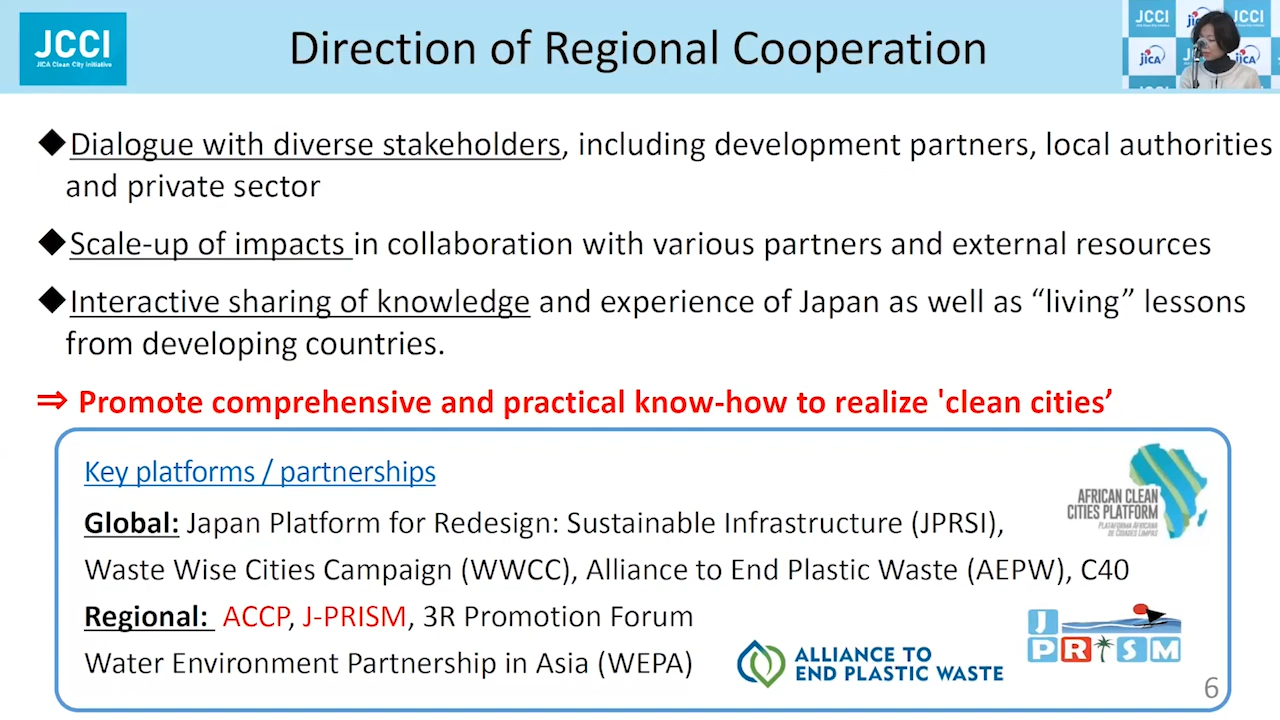 JCCI
JICA Clean City Initiative
Direction of Regional Cooperation
JCCI
JCCI
JICA
JICA
◆Dialogue with diverse stakeholders, including development partners, local authorities
and private sector
◆Scale-up of impacts in collaboration with various partners and external resources
◆Interactive sharing of knowledge and experience of Japan as well as “living” lessons
from developing countries.
⇒ Promote comprehensive and practical know-how to realize 'clean cities’
Key platforms / partnerships
Global: Japan Platform for Redesign: Sustainable Infrastructure (JPRSI),
Waste Wise Cities Campaign (WWCC), Alliance to End Plastic Waste (AEPW), C40
Regional: ACCP, J-PRISM, 3R Promotion Forum
Water Environment Partnership in Asia (WEPA)
AFRICAN CLEAN
CITIES PLATFORM
PLATAFORMA AFRICANA
DE CIDADES LIMPAS
ALLIANCE TO
END PLASTIC WASTE
J
PRISM
6